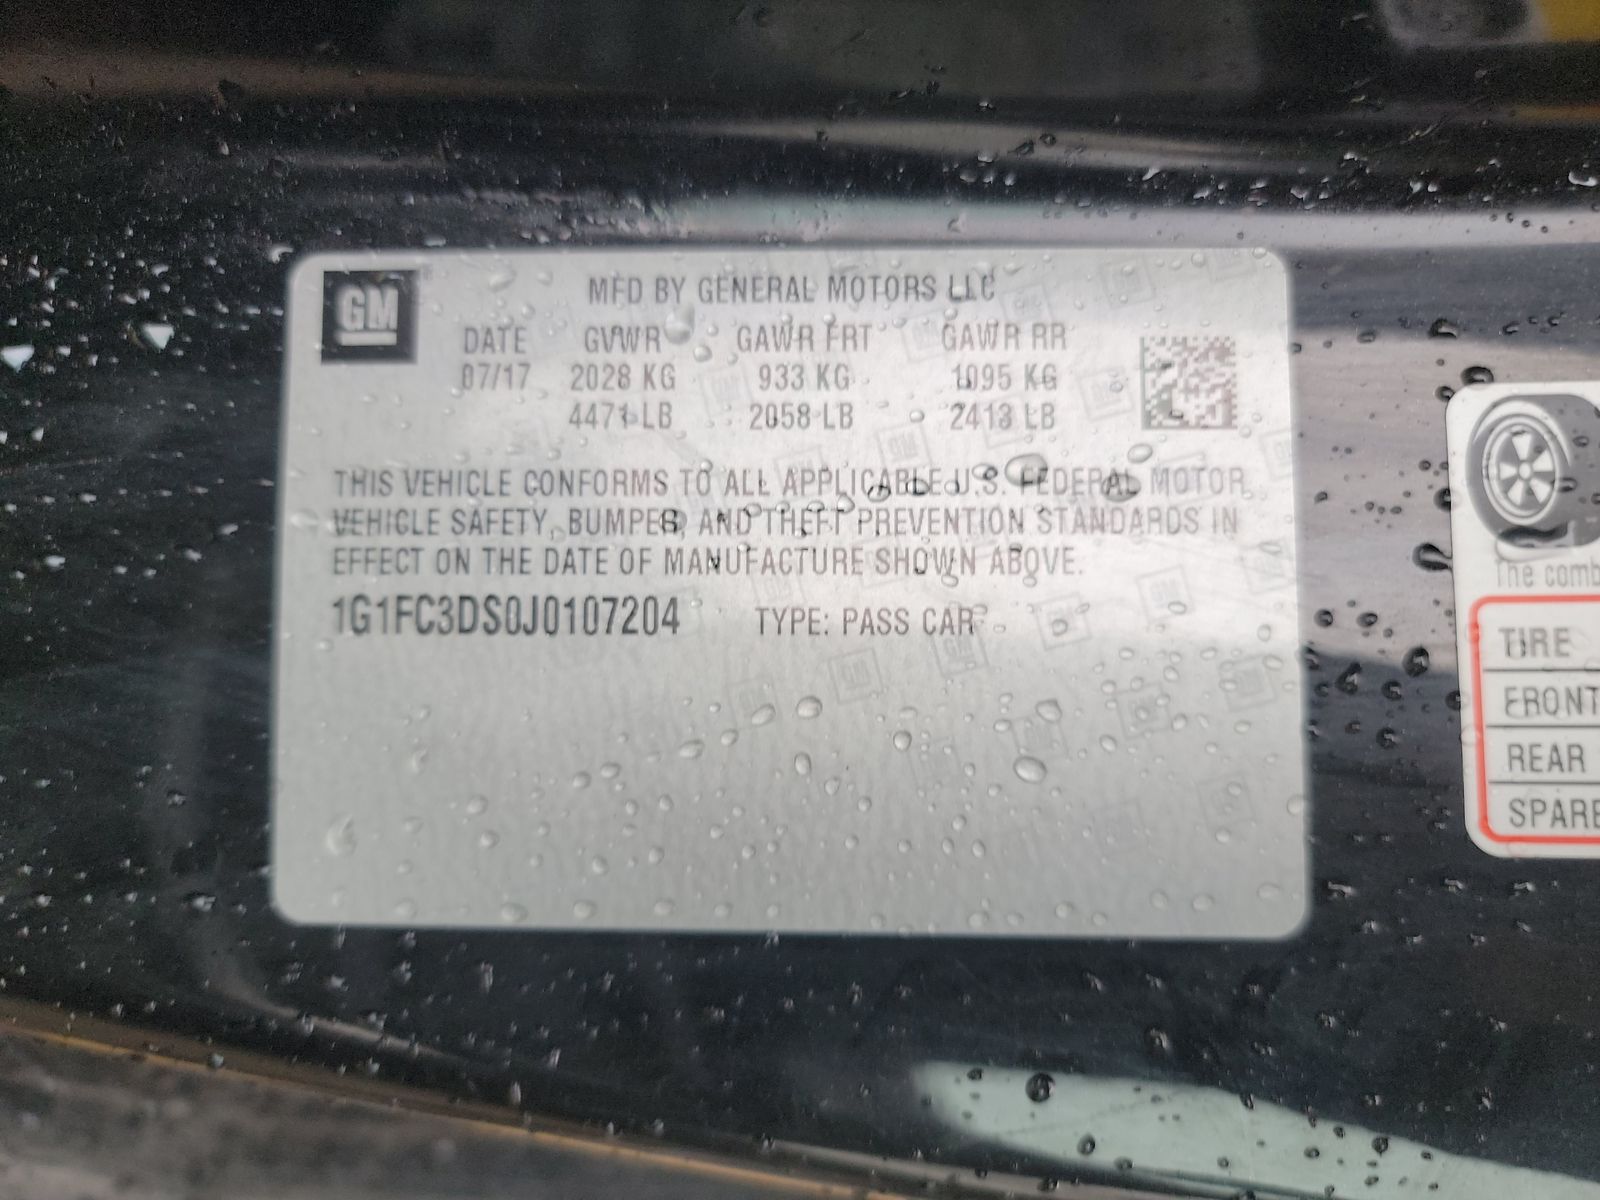 GM
MFD BY GENERAL MOTORS LLC
DATE GVWR GAWR FRT GAWR RR
07/17 2028 KG 933 KG 1095 KG
4471 LB 2058 LB 2413 LB
THIS VEHICLE CONFORMS TO ALL APPLICABLE U.S. FEDERAL MOTOR
VEHICLE SAFETY, BUMPER, AND THEFT PREVENTION STANDARDS IN
EFFECT ON THE DATE OF MANUFACTURE SHOWN ABOVE.
1G1FC3DS0J0107204 TYPE: PASS CAR
The comb
TIRE
FRONT
REAR
SPARE